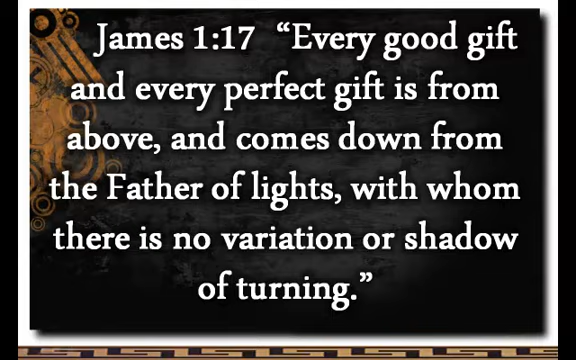 James 1:17 “Every good gift
and every perfect gift is from
above, and comes down from
the Father of lights, with whom
there is no variation or shadow
of turning.”